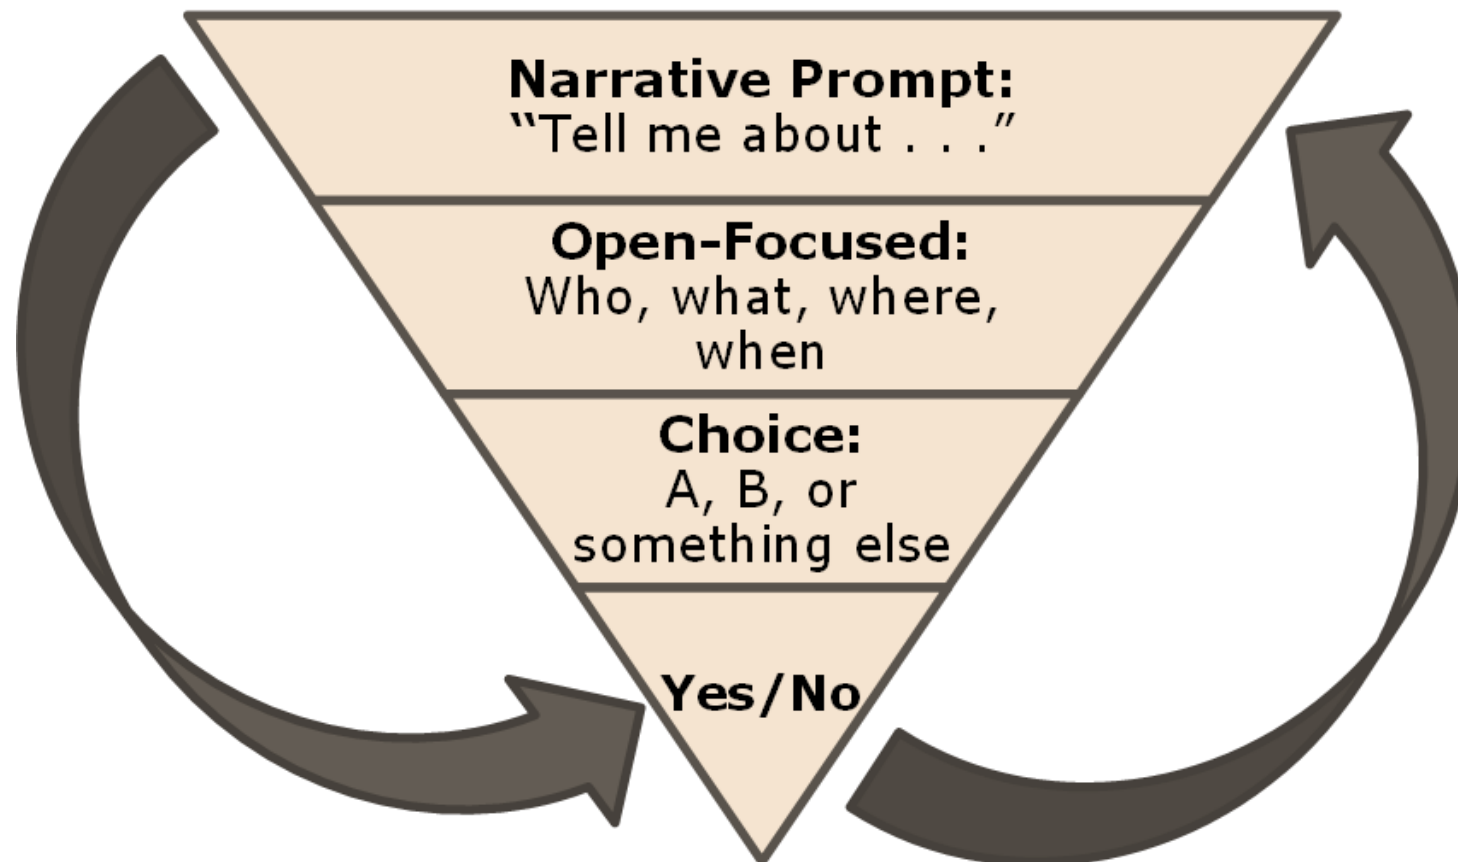 Narrative Prompt:
“Tell me about . . .”
Open-Focused:
Who, what, where,
when
Choice:
A, B, or
something else
Yes/No